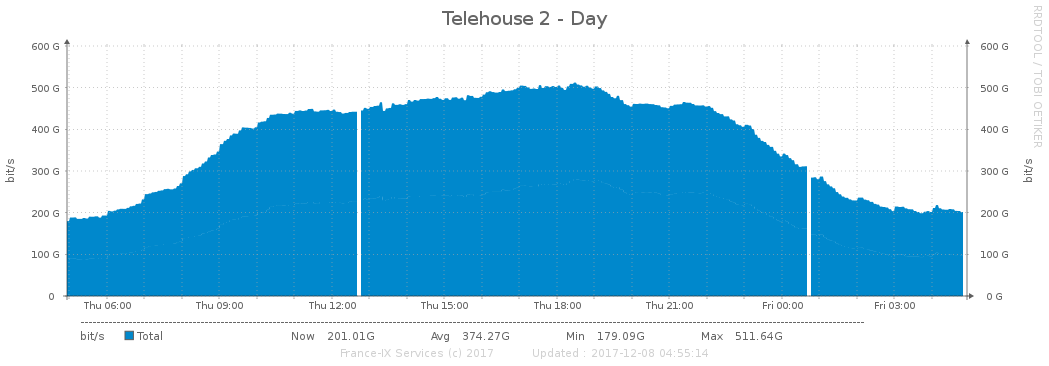 Telehouse 2 - Day
RRDTOOL / TOBI OETIKER
bit/s
600 G
500 G
400 G
300 G
200 G
100 G
0
600 G
500 G
400 G
300 G
200 G
100 G
0 G
bit/s
Thu 06:00 Thu 09:00 Thu 12:00 Thu 15:00 Thu 18:00 Thu 21:00 Fri 00:00 Fri 03:00
bit/s Total Now 201.01G Avg 374.27G Min 179.09G Max 511.64G
France-IX Services (c) 2017 Updated : 2017-12-08 04:55:14